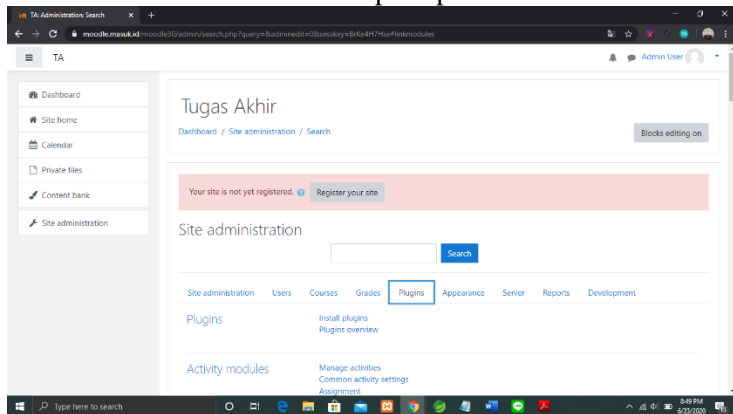 TA: Administration: Search
moodle.masuk.id/moodle30/admin/search.php?query=&adminedit=0&sesskey=BrKe4H7Hse#linkmodules
TA
Admin User
Dashboard
Site home
Calendar
Private files
Content bank
Site administration
Tugas Akhir
Dashboard / Site administration / Search
Blocks editing on
Your site is not yet registered. Register your site
Site administration
Search
Site administration Users Courses Grades Plugins Appearance Server Reports Development
Plugins
Install plugins
Plugins overview
Activity modules
Manage activities
Common activity settings
Assignment
Type here to search
8:49 PM
6/23/2020